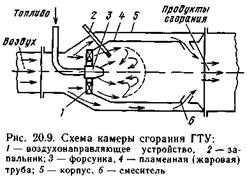 Топливо
2 3 4 5
Продукты
сгорания
Воздух
1
6
Рис. 20.9. Схема камеры сгорания ГТУ:
1 — воздухонаправляющее устройство, 2 — за-
пальник; 3 — форсунка, 4 — пламенная (жаровая)
труба; 5 — корпус, 6 — смеситель